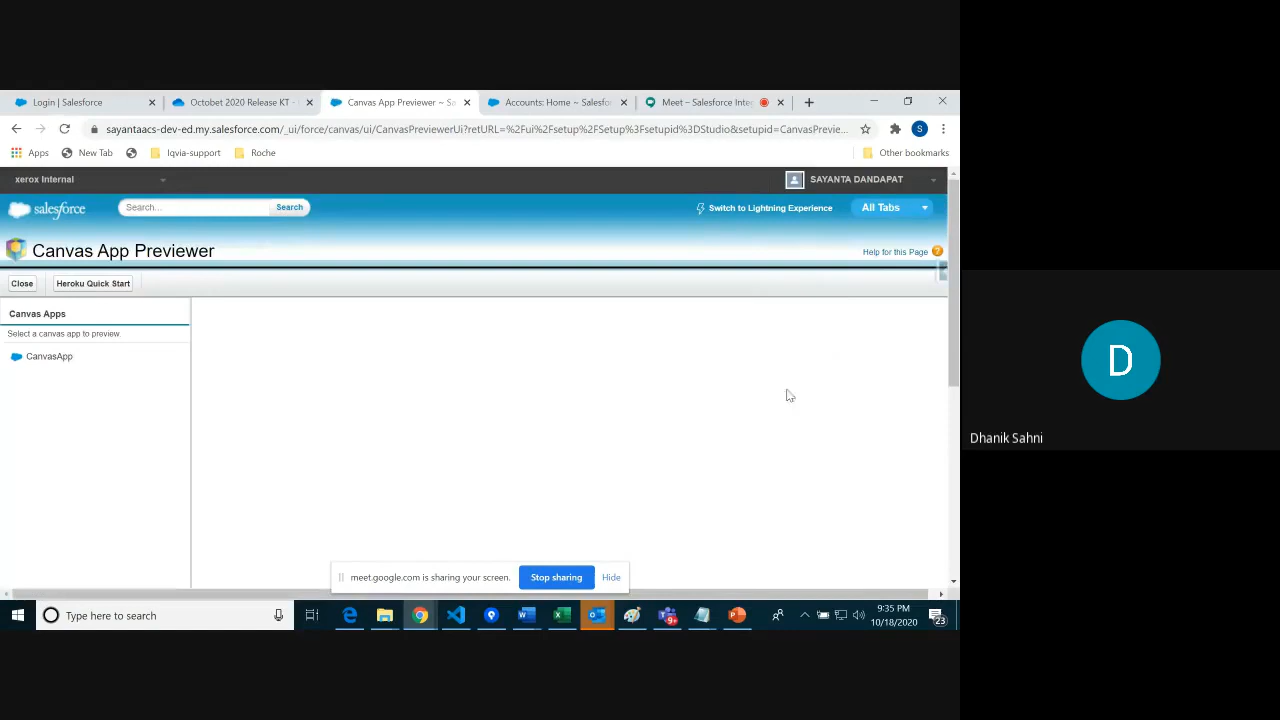 Login | Salesforce
Octobet 2020 Release KT -
Canvas App Previewer ~ Sa
Accounts: Home ~ Salesfo
Meet – Salesforce Inte
sayantaacs-dev-ed.my.salesforce.com/_ui/force/canvas/ui/CanvasPreviewerUi?retURL=%2Fui%2Fsetup%2FSetup%3Fsetupid%3DStudio&setupid=CanvasPrevie...
S
Apps
New Tab
Iqvia-support
Roche
Other bookmarks
xerox Internal
SAYANTA DANDAPAT
salesforce
Search...
Search
Switch to Lightning Experience
All Tabs
Canvas App Previewer
Help for this Page ?
Close
Heroku Quick Start
Canvas Apps
Select a canvas app to preview.
CanvasApp
D
Dhanik Sahni
meet.google.com is sharing your screen.
Stop sharing
Hide
Type here to search
9:35 PM
10/18/2020
23